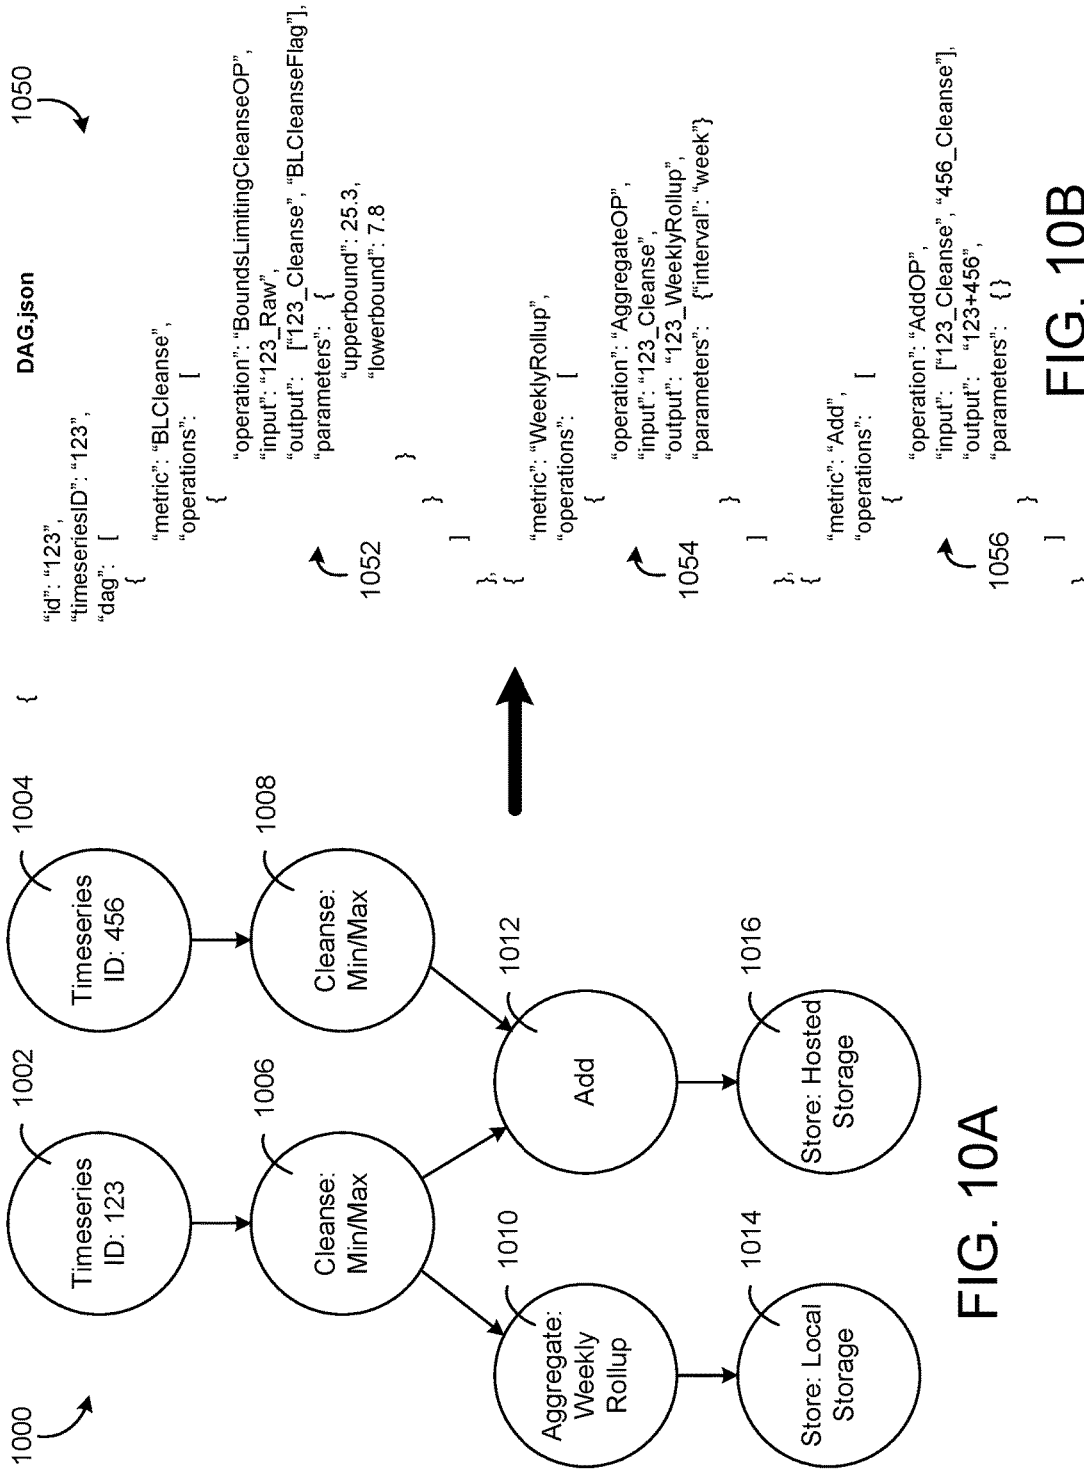 1000
Timeseries
ID: 123
1002
Timeseries
ID: 456
1004
Cleanse:
Min/Max
1006
Cleanse:
Min/Max
1008
Aggregate:
Weekly
Rollup
1010
Add
1012
Store: Local
Storage
1014
Store: Hosted
Storage
1016
FIG. 10A
DAG.json
1050
{
“id”: “123”,
“timeseriesID”: “123”,
“dag”: [
{
“metric”: “BLCleanse”,
“operations”: [
{
“operation”: “BoundsLimitingCleanseOP”,
“input”: “123_Raw”,
“output”: [“123_Cleanse”, “BLCleanseFlag”],
“parameters”: {
“upperbound”: 25.3,
“lowerbound”: 7.8
1052
}
}
]
},
{
“metric”: “WeeklyRollup”
“operations”: [
{
“operation”: “AggregateOP”,
“input”: “123_Cleanse”,
“output”: “123_WeeklyRollup”,
“parameters”: {“interval”: “week”}
1054
}
]
},
{
“metric”: “Add”,
“operations”: [
{
“operation”: “AddOP”,
“input”: [“123_Cleanse”, “456_Cleanse”],
“output”: “123+456”,
“parameters”: {}
1056
}
]
}
FIG. 10B